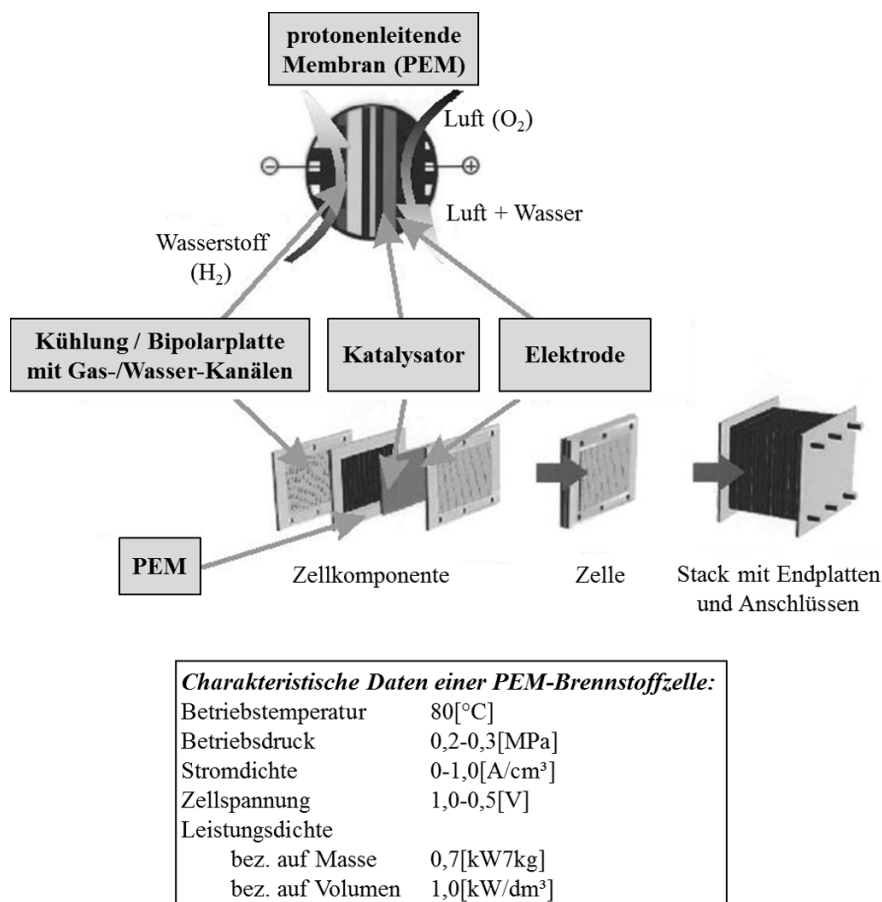 protonenleitende
Membran (PEM)
Luft (O₂)
Luft + Wasser
Wasserstoff
(H₂)
Kühlung / Bipolarplatte
mit Gas-/Wasser-Kanälen
Katalysator
Elektrode
PEM
Zellkomponente
Zelle
Stack mit Endplatten
und Anschlüssen
Charakteristische Daten einer PEM-Brennstoffzelle:
Betriebstemperatur 80[°C]
Betriebsdruck 0,2-0,3[MPa]
Stromdichte 0-1,0[A/cm³]
Zellspannung 1,0-0,5[V]
Leistungsdichte
bez. auf Masse 0,7[kW7kg]
bez. auf Volumen 1,0[kW/dm³]